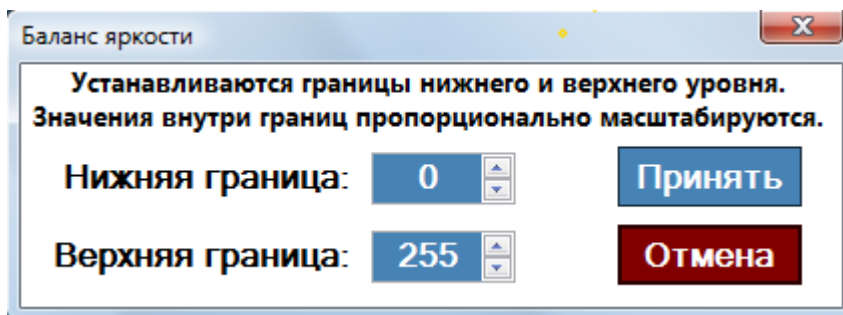 Баланс яркости
Устанавливаются границы нижнего и верхнего уровня.
Значения внутри границ пропорционально масштабируются.
Нижняя граница: 0 Принять
Верхняя граница: 255 Отмена